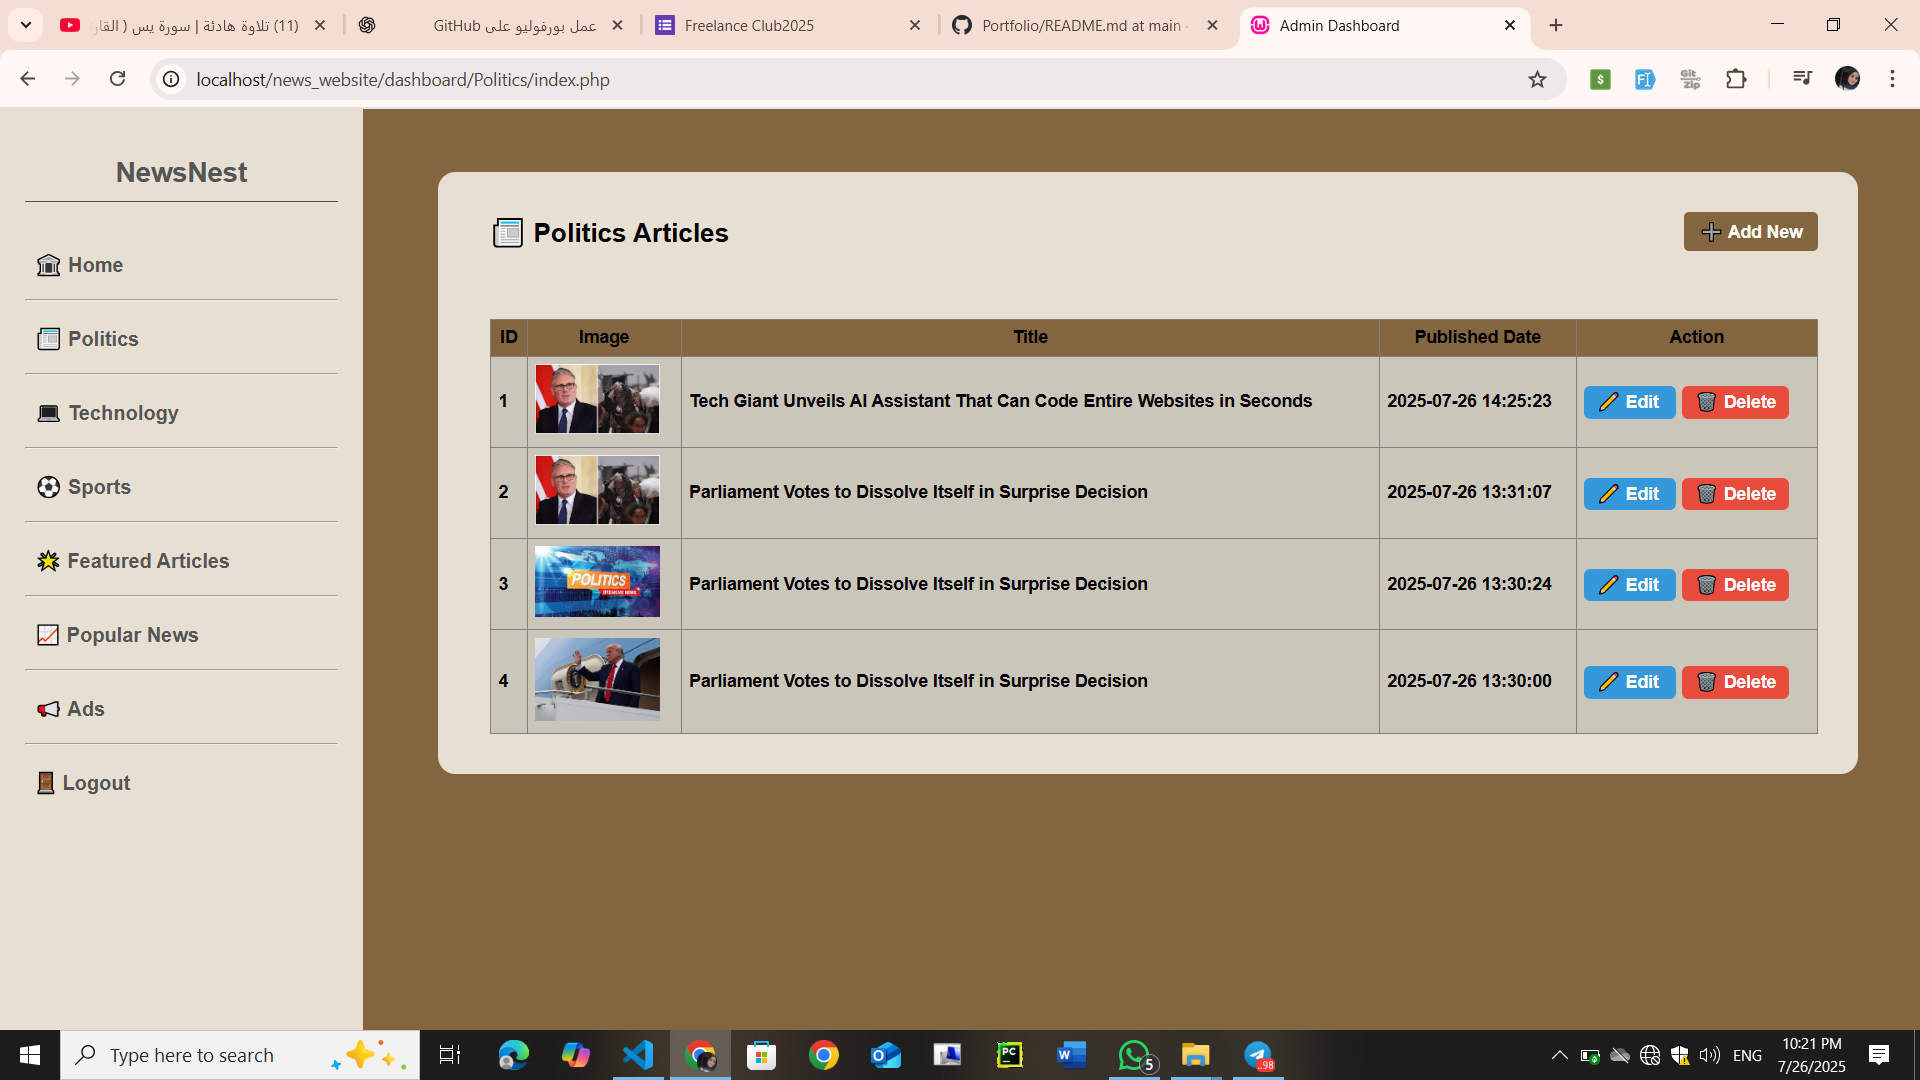 (11) تلاوة هادئة | سورة يس ( القار
عمل بورفوليو على GitHub
Freelance Club2025
Portfolio/README.md at main
Admin Dashboard
localhost/news_website/dashboard/Politics/index.php
$
Git
zip
NewsNest
Home
Politics
Technology
Sports
Featured Articles
Popular News
Ads
Logout
Politics Articles
Add New
ID Image Title Published Date Action
1 Tech Giant Unveils AI Assistant That Can Code Entire Websites in Seconds 2025-07-26 14:25:23 Edit Delete
2 Parliament Votes to Dissolve Itself in Surprise Decision 2025-07-26 13:31:07 Edit Delete
POLITICS
BREAKING NEWS
3 Parliament Votes to Dissolve Itself in Surprise Decision 2025-07-26 13:30:24 Edit Delete
4 Parliament Votes to Dissolve Itself in Surprise Decision 2025-07-26 13:30:00 Edit Delete
Type here to search
PC
5
..98
ENG
10:21 PM
7/26/2025